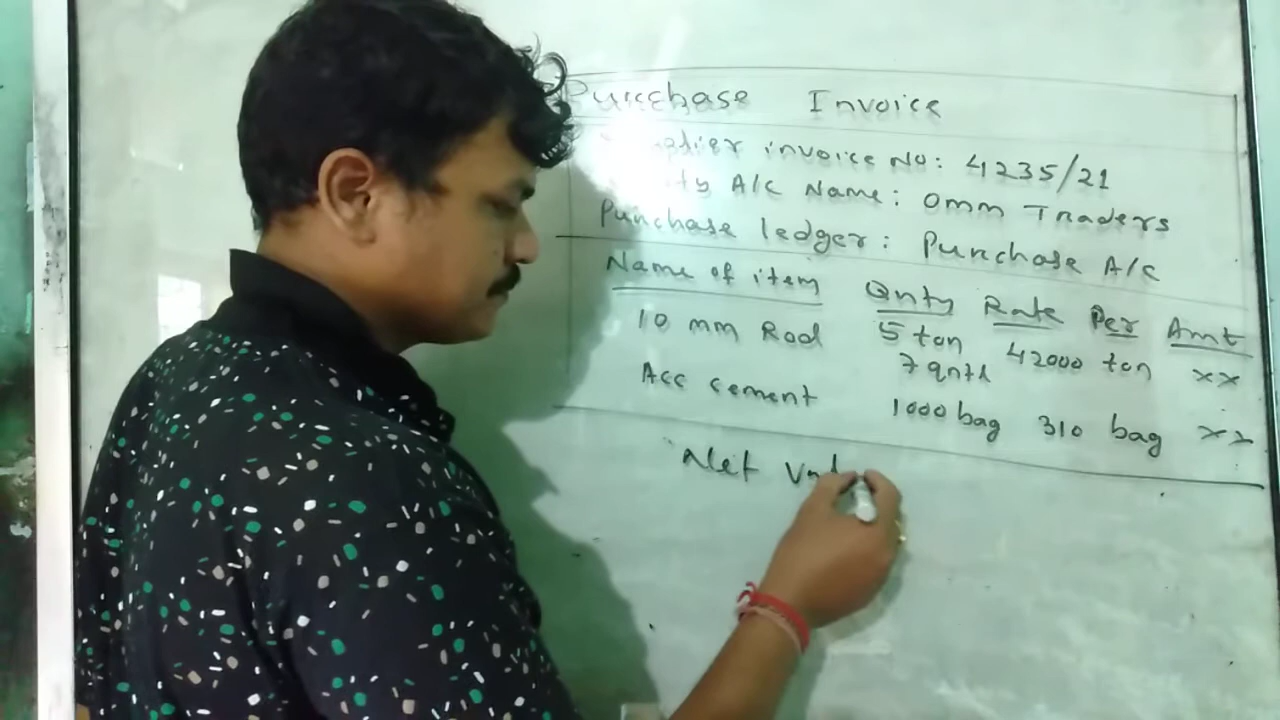 Purchase Invoice
invoice No: 4235/21
A/c Name: Omm Traders
Purchase ledger: Purchase A/c
Name of item Qnty Rate Per Amt
10 mm Rod 5 ton 42000 ton xx
7 qntl
Acc cement 1000 bag 310 bag xx
Net